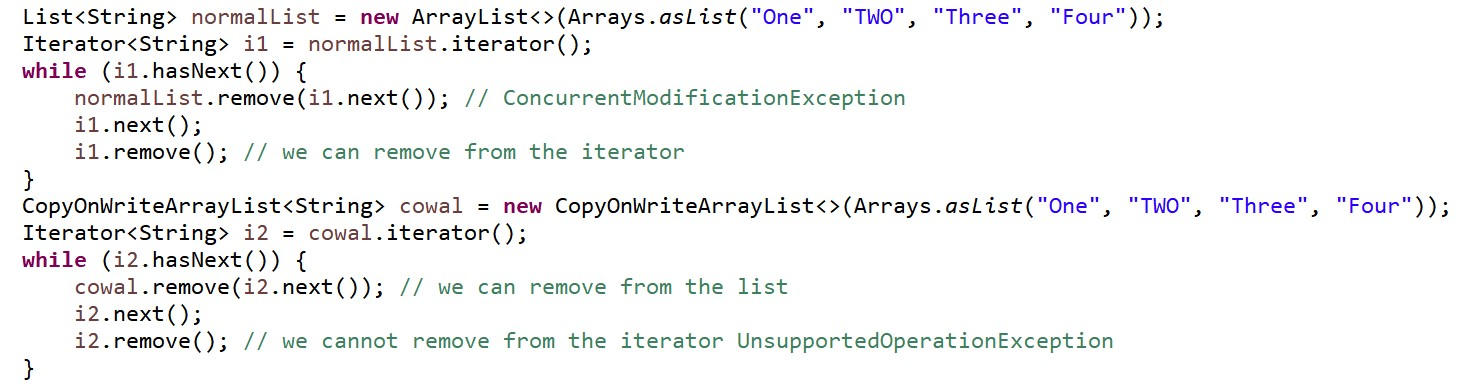 List<String> normalList = new ArrayList<>(Arrays.asList("One", "TWO", "Three", "Four"));
Iterator<String> i1 = normalList.iterator();
while (i1.hasNext()) {
    normalList.remove(i1.next()); // ConcurrentModificationException
    i1.next();
    i1.remove(); // we can remove from the iterator
}
CopyOnWriteArrayList<String> cowal = new CopyOnWriteArrayList<>(Arrays.asList("One", "TWO", "Three", "Four"));
Iterator<String> i2 = cowal.iterator();
while (i2.hasNext()) {
    cowal.remove(i2.next()); // we can remove from the list
    i2.next();
    i2.remove(); // we cannot remove from the iterator UnsupportedOperationException
}